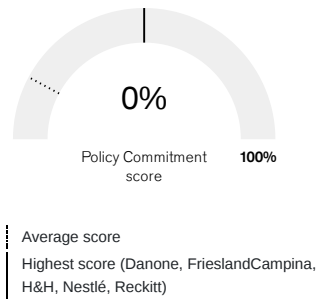 0%
Policy Commitment 100%
score
Average score
Highest score (Danone, FrieslandCampina,
H&H, Nestlé, Reckitt)